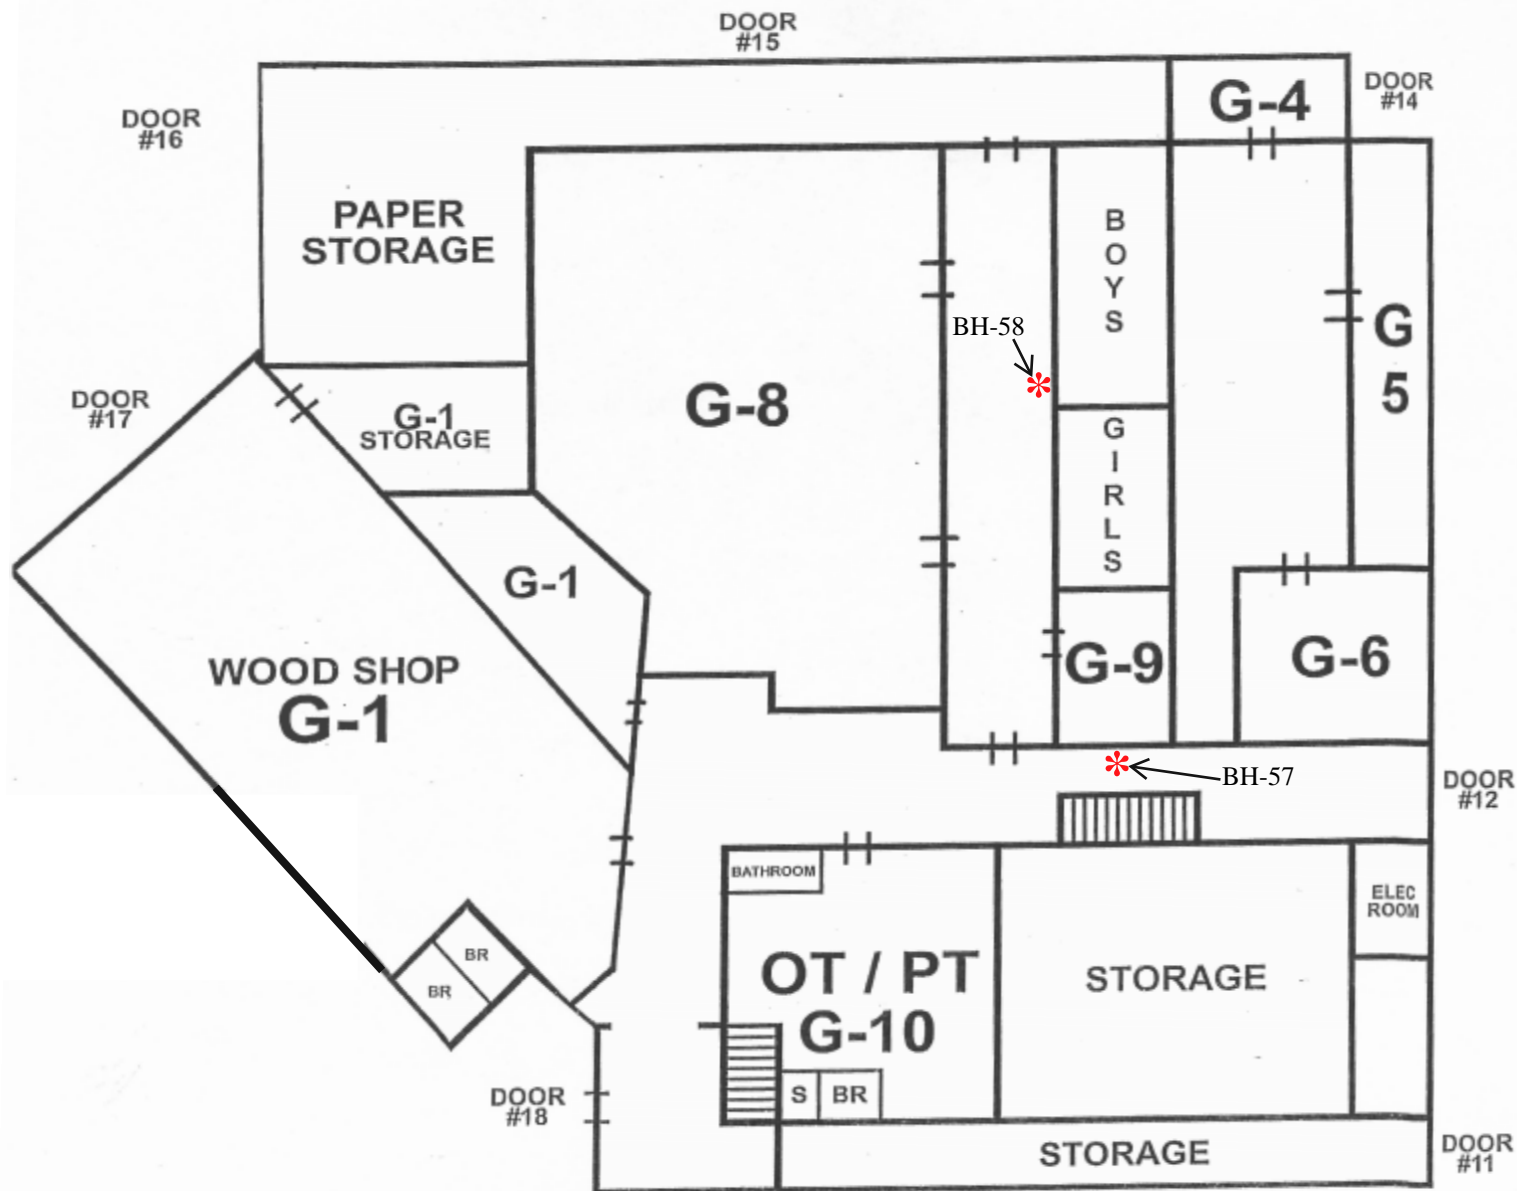 DOOR
#15
DOOR
#16
G-4
DOOR
#14
PAPER
STORAGE
B
O
Y
S
BH-58
G
5
DOOR
#17
G-1
STORAGE
G-8
G
I
R
L
S
G-1
WOOD SHOP
G-1
G-9
G-6
BH-57
DOOR
#12
BATHROOM
ELEC
ROOM
BR
BR
OT / PT
G-10
STORAGE
S
BR
DOOR
#18
STORAGE
DOOR
#11